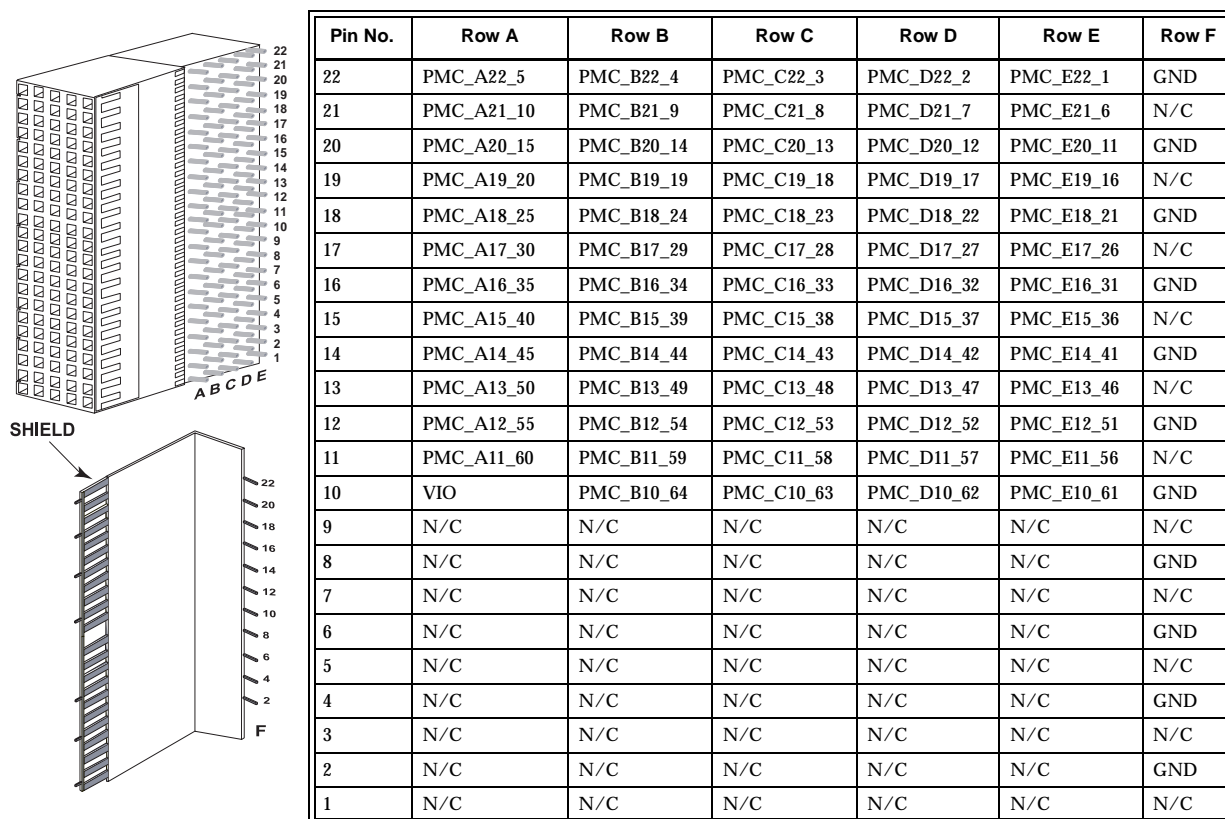 22
21
20
19
18
17
16
15
14
13
12
11
10
9
8
7
6
5
4
3
2
1
A B C D E
SHIELD
22
20
18
16
14
12
10
8
6
4
2
F
Pin No. Row A Row B Row C Row D Row E Row F
22 PMC_A22_5 PMC_B22_4 PMC_C22_3 PMC_D22_2 PMC_E22_1 GND
21 PMC_A21_10 PMC_B21_9 PMC_C21_8 PMC_D21_7 PMC_E21_6 N/C
20 PMC_A20_15 PMC_B20_14 PMC_C20_13 PMC_D20_12 PMC_E20_11 GND
19 PMC_A19_20 PMC_B19_19 PMC_C19_18 PMC_D19_17 PMC_E19_16 N/C
18 PMC_A18_25 PMC_B18_24 PMC_C18_23 PMC_D18_22 PMC_E18_21 GND
17 PMC_A17_30 PMC_B17_29 PMC_C17_28 PMC_D17_27 PMC_E17_26 N/C
16 PMC_A16_35 PMC_B16_34 PMC_C16_33 PMC_D16_32 PMC_E16_31 GND
15 PMC_A15_40 PMC_B15_39 PMC_C15_38 PMC_D15_37 PMC_E15_36 N/C
14 PMC_A14_45 PMC_B14_44 PMC_C14_43 PMC_D14_42 PMC_E14_41 GND
13 PMC_A13_50 PMC_B13_49 PMC_C13_48 PMC_D13_47 PMC_E13_46 N/C
12 PMC_A12_55 PMC_B12_54 PMC_C12_53 PMC_D12_52 PMC_E12_51 GND
11 PMC_A11_60 PMC_B11_59 PMC_C11_58 PMC_D11_57 PMC_E11_56 N/C
10 VIO PMC_B10_64 PMC_C10_63 PMC_D10_62 PMC_E10_61 GND
9 N/C N/C N/C N/C N/C N/C
8 N/C N/C N/C N/C N/C GND
7 N/C N/C N/C N/C N/C N/C
6 N/C N/C N/C N/C N/C GND
5 N/C N/C N/C N/C N/C N/C
4 N/C N/C N/C N/C N/C GND
3 N/C N/C N/C N/C N/C N/C
2 N/C N/C N/C N/C N/C GND
1 N/C N/C N/C N/C N/C N/C